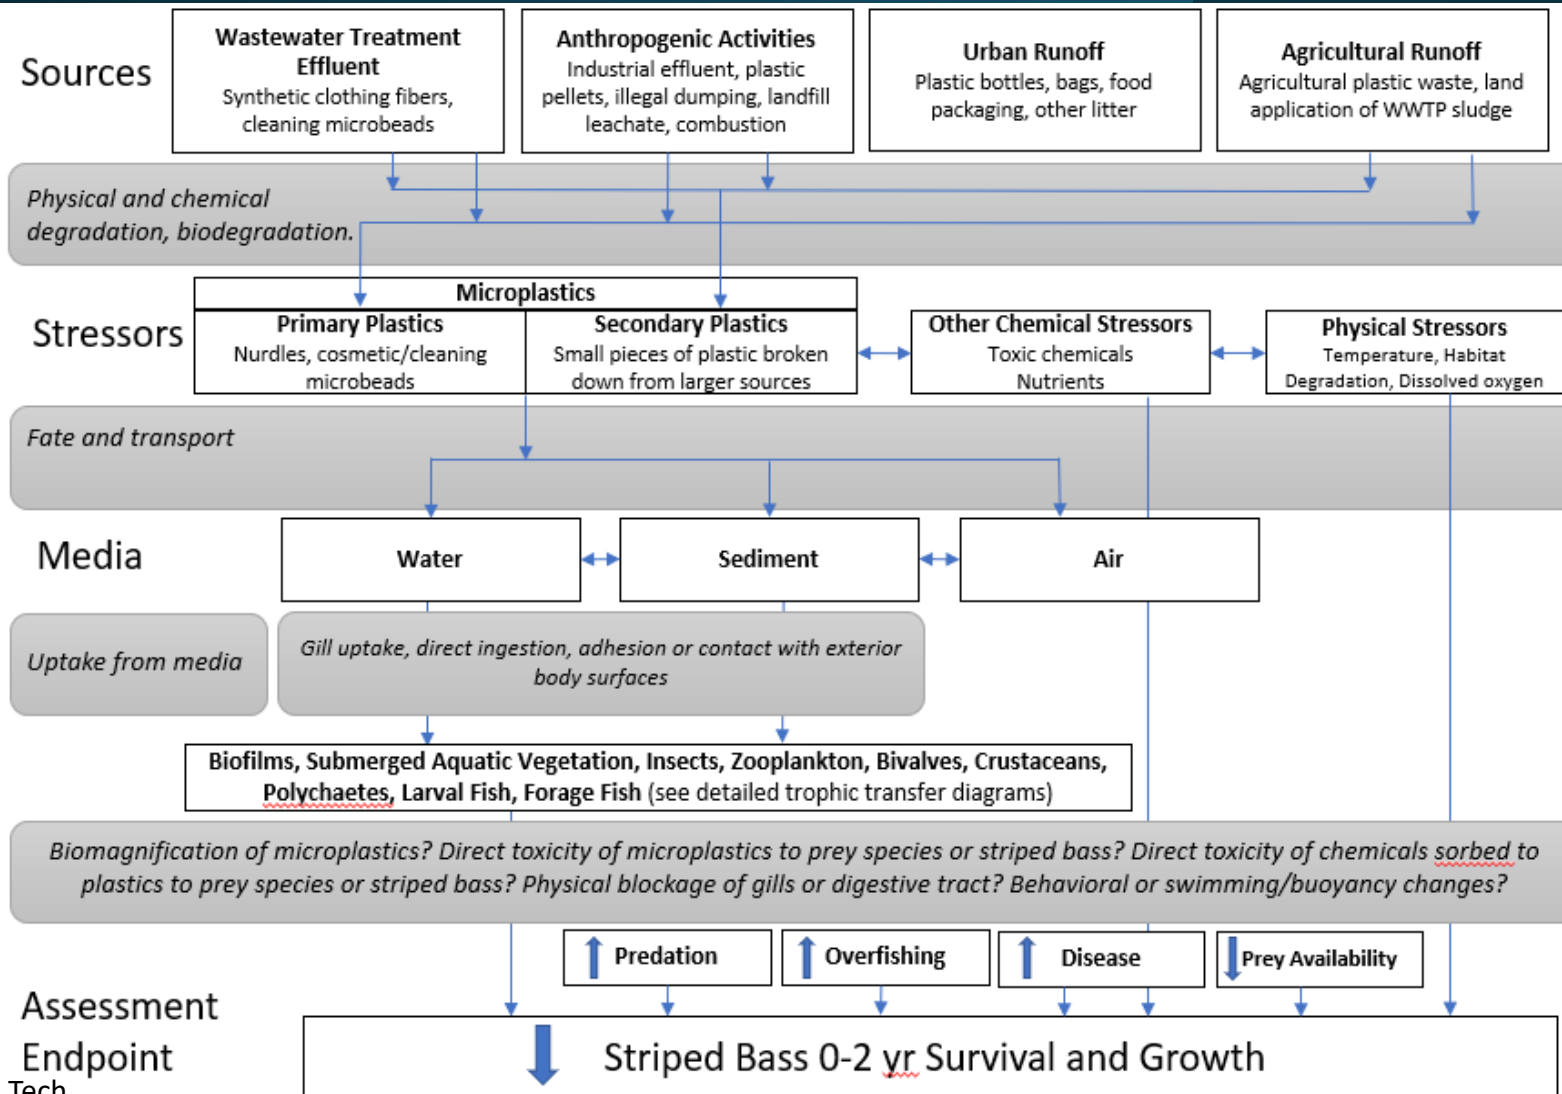 Sources
Wastewater Treatment
Effluent
Synthetic clothing fibers,
cleaning microbeads
Anthropogenic Activities
Industrial effluent, plastic
pellets, illegal dumping, landfill
leachate, combustion
Urban Runoff
Plastic bottles, bags, food
packaging, other litter
Agricultural Runoff
Agricultural plastic waste, land
application of WWTP sludge
Physical and chemical
degradation, biodegradation.
Stressors
Microplastics
Primary Plastics
Nurdles, cosmetic/cleaning
microbeads
Secondary Plastics
Small pieces of plastic broken
down from larger sources
Other Chemical Stressors
Toxic chemicals
Nutrients
Physical Stressors
Temperature, Habitat
Degradation, Dissolved oxygen
Fate and transport
Media
Water
Sediment
Air
Uptake from media
Gill uptake, direct ingestion, adhesion or contact with exterior
body surfaces
Biofilms, Submerged Aquatic Vegetation, Insects, Zooplankton, Bivalves, Crustaceans,
Polychaetes, Larval Fish, Forage Fish (see detailed trophic transfer diagrams)
Biomagnification of microplastics? Direct toxicity of microplastics to prey species or striped bass? Direct toxicity of chemicals sorbed to
plastics to prey species or striped bass? Physical blockage of gills or digestive tract? Behavioral or swimming/buoyancy changes?
Predation
Overfishing
Disease
Prey Availability
Assessment
Endpoint
Striped Bass 0-2 yr Survival and Growth
Tech